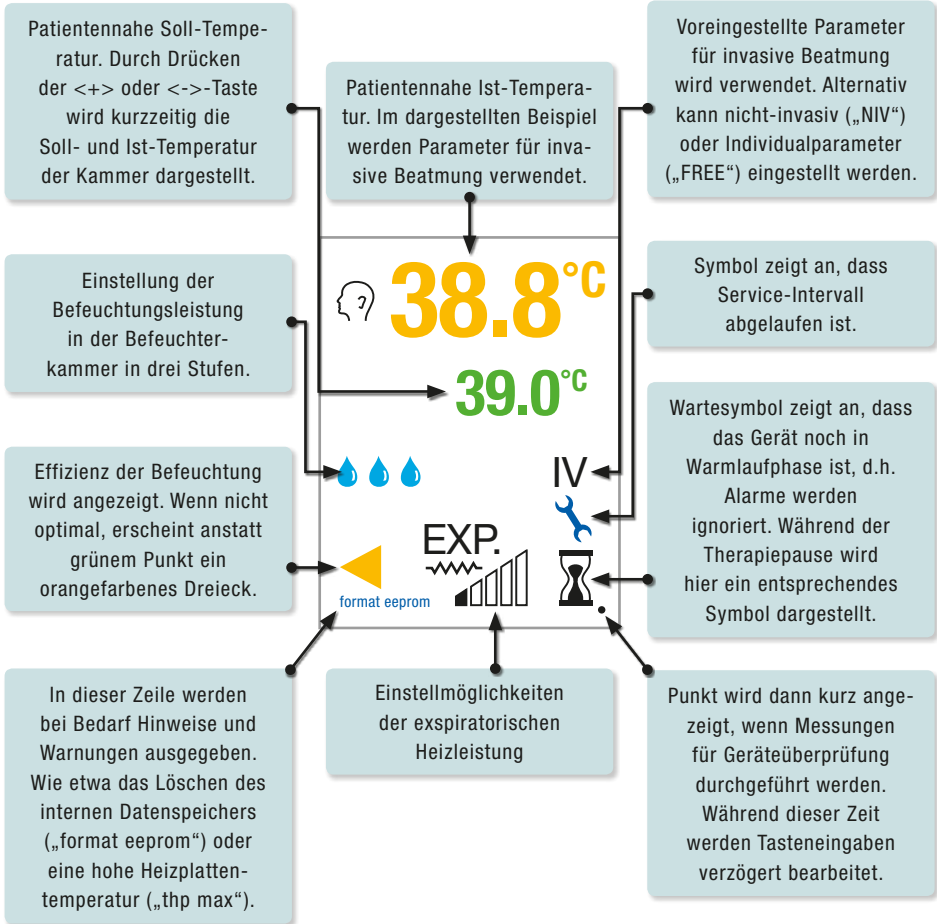 Patientennahe Soll-Tempe-
ratur. Durch Drücken
der <+> oder <->-Taste
wird kurzzeitig die
Soll- und Ist-Temperatur
der Kammer dargestellt.
Patientennahe Ist-Tempera-
tur. Im dargestellten Beispiel
werden Parameter für inva-
sive Beatmung verwendet.
Voreingestellte Parameter
für invasive Beatmung
wird verwendet. Alternativ
kann nicht-invasiv („NIV“)
oder Individualparameter
(„FREE“) eingestellt werden.
Einstellung der
Befeuchtungsleistung
in der Befeuchter-
kammer in drei Stufen.
38.8°C
39.0°C
Symbol zeigt an, dass
Service-Intervall
abgelaufen ist.
Effizienz der Befeuchtung
wird angezeigt. Wenn nicht
optimal, erscheint anstatt
grünem Punkt ein
orangefarbenes Dreieck.
IV
EXP.
format eeprom
Wartesymbol zeigt an, dass
das Gerät noch in
Warmlaufphase ist, d.h.
Alarme werden
ignoriert. Während der
Therapiepause wird
hier ein entsprechendes
Symbol dargestellt.
In dieser Zeile werden
bei Bedarf Hinweise und
Warnungen ausgegeben.
Wie etwa das Löschen des
internen Datenspeichers
(„format eeprom“) oder
eine hohe Heizplatten-
temperatur („thp max“).
Einstellmöglichkeiten
der exspiratorischen
Heizleistung
Punkt wird dann kurz ange-
zeigt, wenn Messungen
für Geräteüberprüfung
durchgeführt werden.
Während dieser Zeit
werden Tasteneingaben
verzögert bearbeitet.